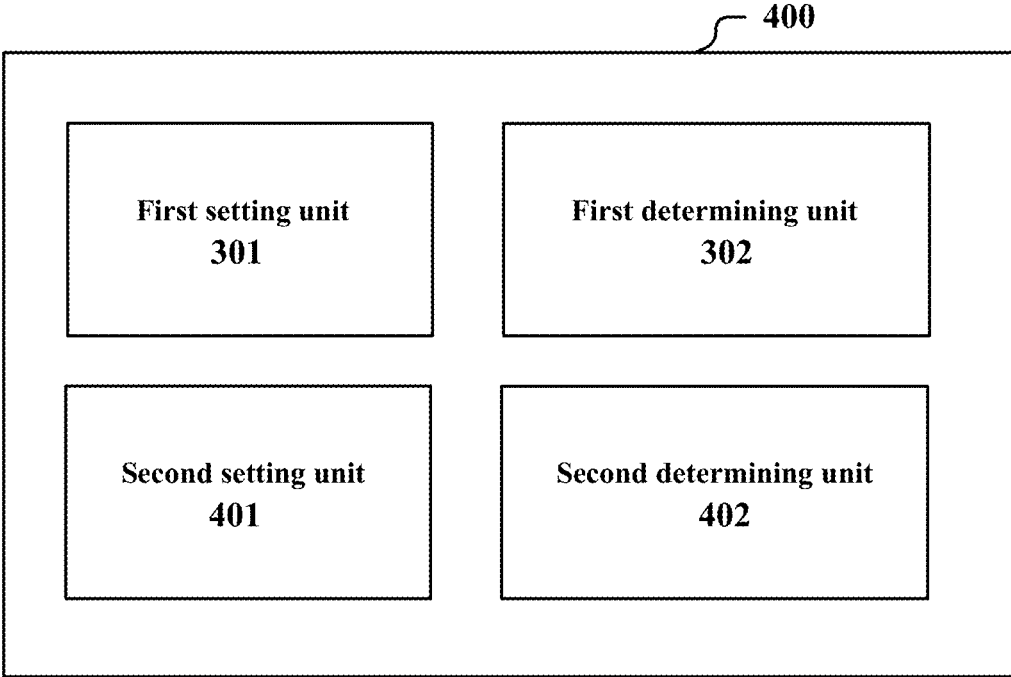 400
First setting unit
301
First determining unit
302
Second setting unit
401
Second determining unit
402